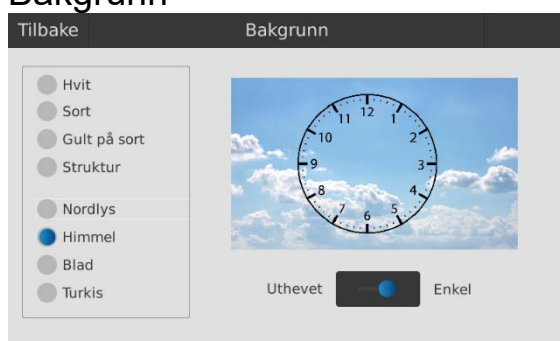 Bakgrunn
Tilbake Bakgrunn
Hvit
Sort
Gult på sort
Struktur
Nordlys
Himmel
Blad
Turkis
12
11 1
10 2
9 3
8 4
7 5
6
Uthevet Enkel